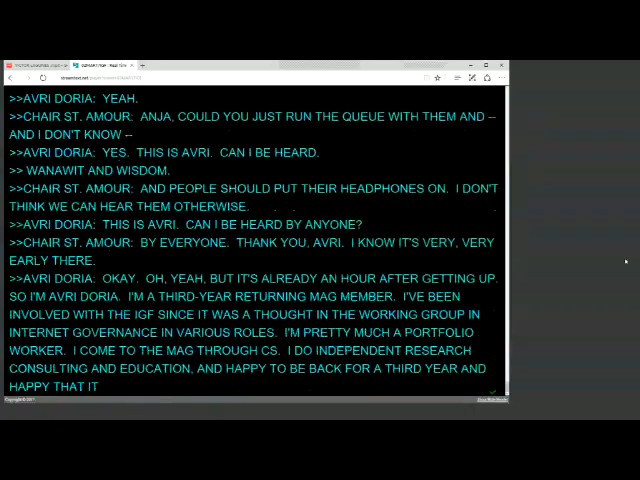 streamtext.net
>>AVRI DORIA: YEAH.
>>CHAIR ST. AMOUR: ANJA, COULD YOU JUST RUN THE QUEUE WITH THEM AND --
AND I DON'T KNOW --
>>AVRI DORIA: YES. THIS IS AVRI. CAN I BE HEARD.
>> WANAWIT AND WISDOM.
>>CHAIR ST. AMOUR: AND PEOPLE SHOULD PUT THEIR HEADPHONES ON. I DON'T
THINK WE CAN HEAR THEM OTHERWISE.
>>AVRI DORIA: THIS IS AVRI. CAN I BE HEARD BY ANYONE?
>>CHAIR ST. AMOUR: BY EVERYONE. THANK YOU, AVRI. I KNOW IT'S VERY, VERY
EARLY THERE.
>>AVRI DORIA: OKAY. OH, YEAH, BUT IT'S ALREADY AN HOUR AFTER GETTING UP.
SO I'M AVRI DORIA. I'M A THIRD-YEAR RETURNING MAG MEMBER. I'VE BEEN
INVOLVED WITH THE IGF SINCE IT WAS A THOUGHT IN THE WORKING GROUP IN
INTERNET GOVERNANCE IN VARIOUS ROLES. I'M PRETTY MUCH A PORTFOLIO
WORKER. I COME TO THE MAG THROUGH CS. I DO INDEPENDENT RESEARCH
CONSULTING AND EDUCATION, AND HAPPY TO BE BACK FOR A THIRD YEAR AND
HAPPY THAT IT